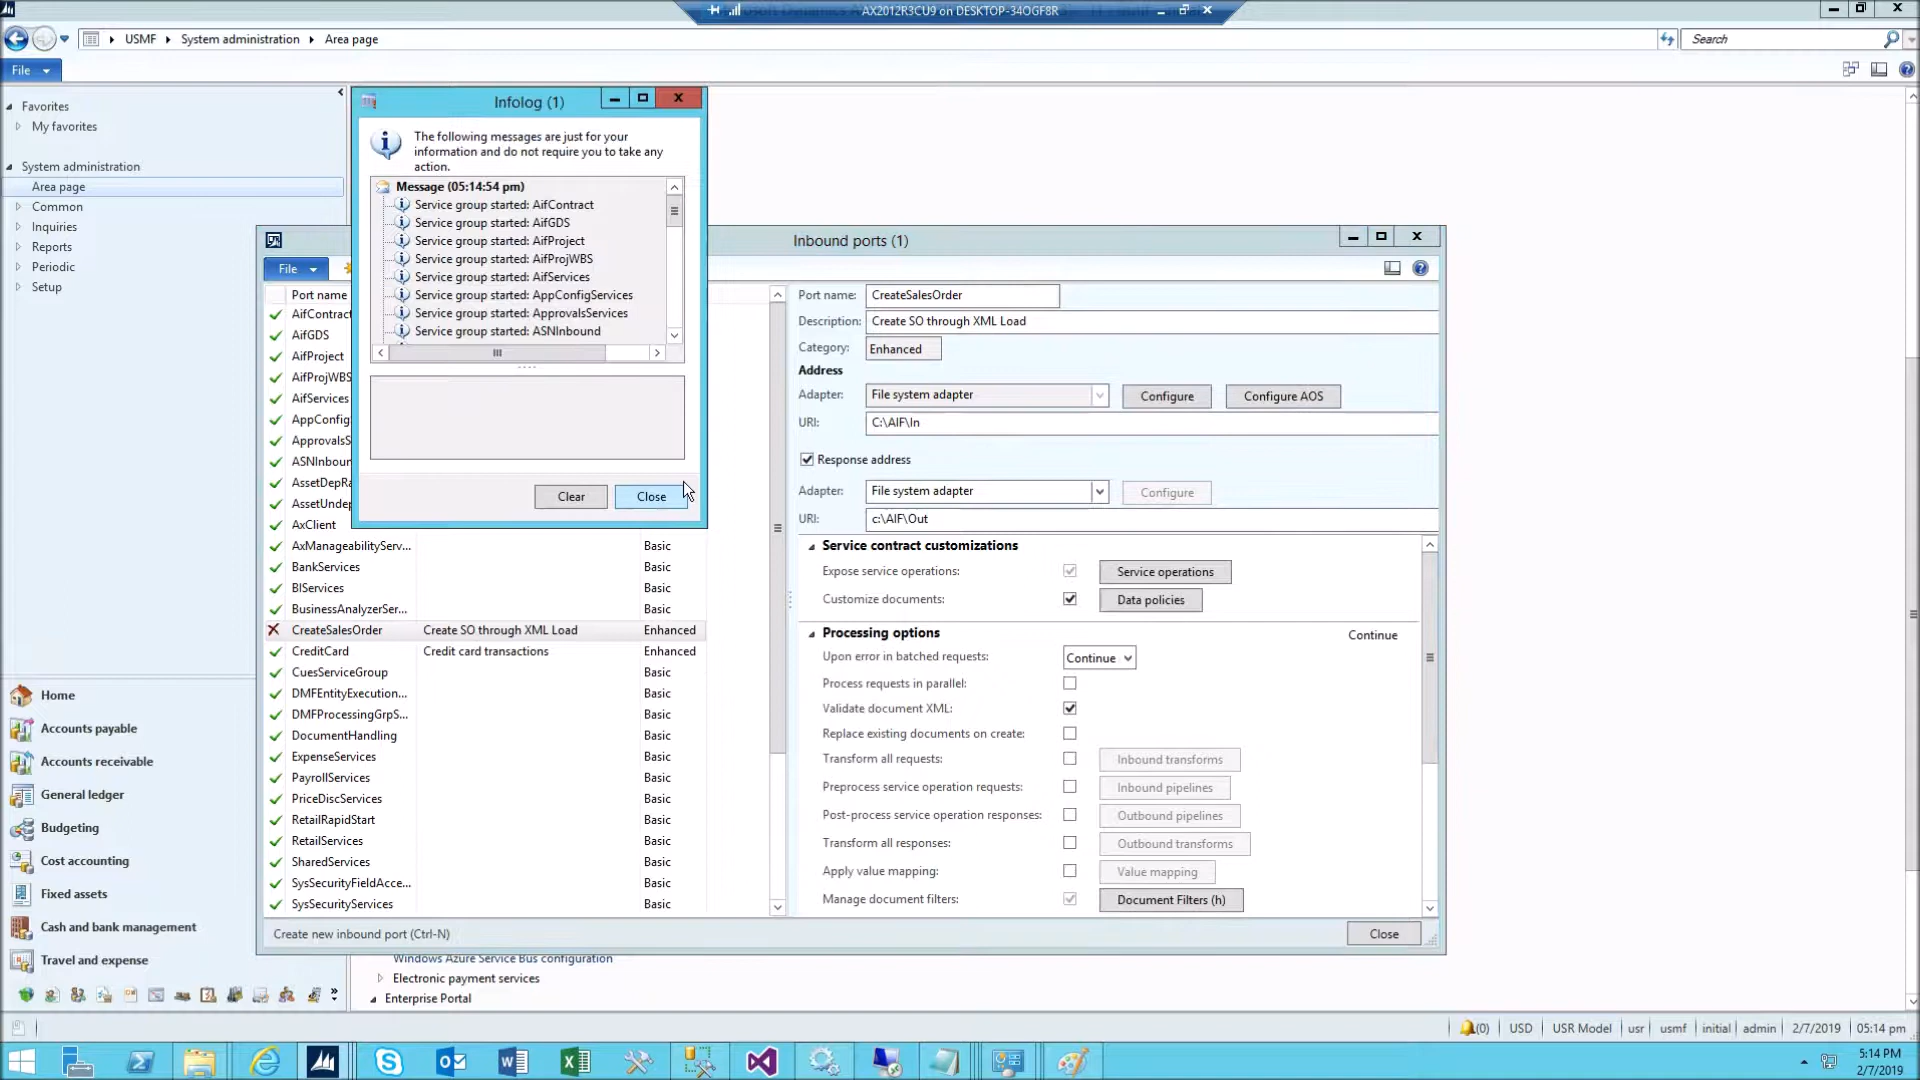 AX2012R3CU9 on DESKTOP-34OGF8R
USMF
System administration
Area page
Search
File
Favorites
My favorites
System administration
Area page
Common
Inquiries
Reports
Periodic
Setup
Home
Accounts payable
Accounts receivable
General ledger
Budgeting
Cost accounting
Fixed assets
Cash and bank management
Travel and expense
Infolog (1)
The following messages are just for your
information and do not require you to take any
action.
Message (05:14:54 pm)
Service group started: AifContract
Service group started: AifGDS
Service group started: AifProject
Service group started: AifProjWBS
Service group started: AifServices
Service group started: AppConfigServices
Service group started: ApprovalsServices
Service group started: ASNInbound
Clear
Close
Inbound ports (1)
File
Port name
AifContract
AifGDS
AifProject
AifProjWBS
AifServices
AppConfig
ApprovalsS
ASNInboun
AssetDepRa
AssetUndep
AxClient
AxManageabilityServ... Basic
BankServices Basic
BIServices Basic
BusinessAnalyzerSer... Basic
CreateSalesOrder Create SO through XML Load Enhanced
CreditCard Credit card transactions Enhanced
CuesServiceGroup Basic
DMFEntityExecution... Basic
DMFProcessingGrpS... Basic
DocumentHandling Basic
ExpenseServices Basic
PayrollServices Basic
PriceDiscServices Basic
RetailRapidStart Basic
RetailServices Basic
SharedServices Basic
SysSecurityFieldAcce... Basic
SysSecurityServices Basic
Create new inbound port (Ctrl-N)
Port name: CreateSalesOrder
Description: Create SO through XML Load
Category: Enhanced
Address
Adapter: File system adapter Configure Configure AOS
URI: C:\AIF\In
Response address
Adapter: File system adapter Configure
URI: c:\AIF\Out
Service contract customizations
Expose service operations: Service operations
Customize documents: Data policies
Processing options Continue
Upon error in batched requests: Continue
Process requests in parallel:
Validate document XML:
Replace existing documents on create:
Transform all requests: Inbound transforms
Preprocess service operation requests: Inbound pipelines
Post-process service operation responses: Outbound pipelines
Transform all responses: Outbound transforms
Apply value mapping: Value mapping
Manage document filters: Document Filters (h)
Close
Windows Azure Service Bus configuration
Electronic payment services
Enterprise Portal
(0) USD USR Model usr usmf initial admin 2/7/2019 05:14 pm
5:14 PM
2/7/2019